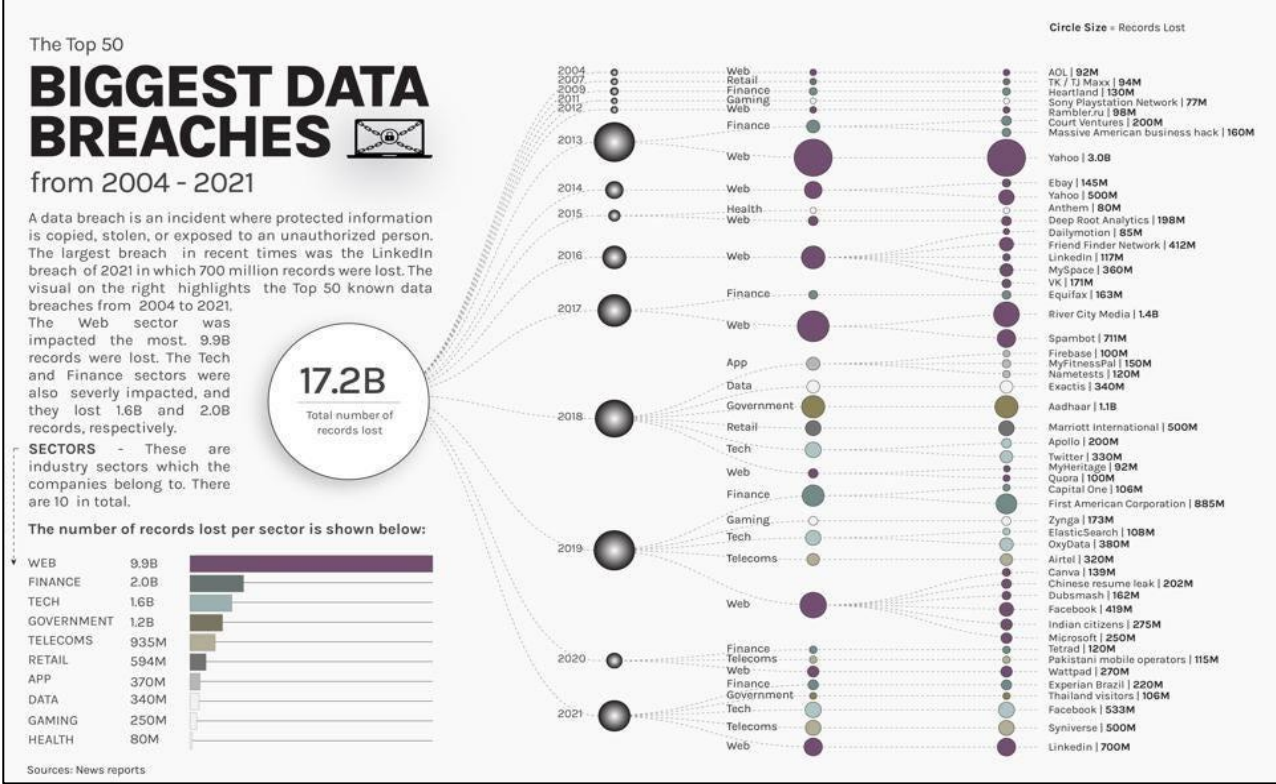 The Top 50
BIGGEST DATA
BREACHES
from 2004 - 2021
A data breach is an incident where protected information
is copied, stolen, or exposed to an unauthorized person.
The largest breach in recent times was the LinkedIn
breach of 2021 in which 700 million records were lost. The
visual on the right highlights the Top 50 known data
breaches from 2004 to 2021.
The Web sector was
impacted the most. 9.9B
records were lost. The Tech
and Finance sectors were
also severly impacted, and
they lost 1.6B and 2.0B
records, respectively.
SECTORS - These are
industry sectors which the
companies belong to. There
are 10 in total.
The number of records lost per sector is shown below:
WEB 9.9B
FINANCE 2.0B
TECH 1.6B
GOVERNMENT 1.2B
TELECOMS 935M
RETAIL 594M
APP 370M
DATA 340M
GAMING 250M
HEALTH 80M
Sources: News reports
17.2B
Total number of
records lost
Circle Size = Records Lost
2004 Web AOL | 92M
2007 Retail TK / TJ Maxx | 94M
2009 Finance Heartland | 130M
2011 Gaming Sony Playstation Network | 77M
2012 Web Rambler.ru | 98M
2013 Finance Court Ventures | 200M
Massive American business hack | 160M
Web Yahoo | 3.0B
2014 Web Ebay | 145M
Yahoo | 500M
2015 Health Anthem | 80M
Web Deep Root Analytics | 198M
2016 Web Dailymotion | 85M
Friend Finder Network | 412M
LinkedIn | 117M
MySpace | 360M
VK | 171M
2017 Finance Equifax | 163M
Web River City Media | 1.4B
Spambot | 711M
2018 App Firebase | 100M
MyFitnessPal | 150M
Nametests | 120M
Data Exactis | 340M
Government Aadhaar | 1.1B
Retail Marriott International | 500M
Tech Apollo | 200M
Twitter | 330M
Web MyHeritage | 92M
Quora | 100M
2019 Finance Capital One | 106M
First American Corporation | 885M
Gaming Zynga | 173M
Tech ElasticSearch | 108M
OxyData | 380M
Telecoms Airtel | 320M
Web Canva | 139M
Chinese resume leak | 202M
Dubsmash | 162M
Facebook | 419M
Indian citizens | 275M
Microsoft | 250M
2020 Finance Tetrad | 120M
Telecoms Pakistani mobile operators | 115M
Web Wattpad | 270M
2021 Finance Experian Brazil | 220M
Government Thailand visitors | 106M
Tech Facebook | 533M
Telecoms Syniverse | 500M
Web Linkedin | 700M